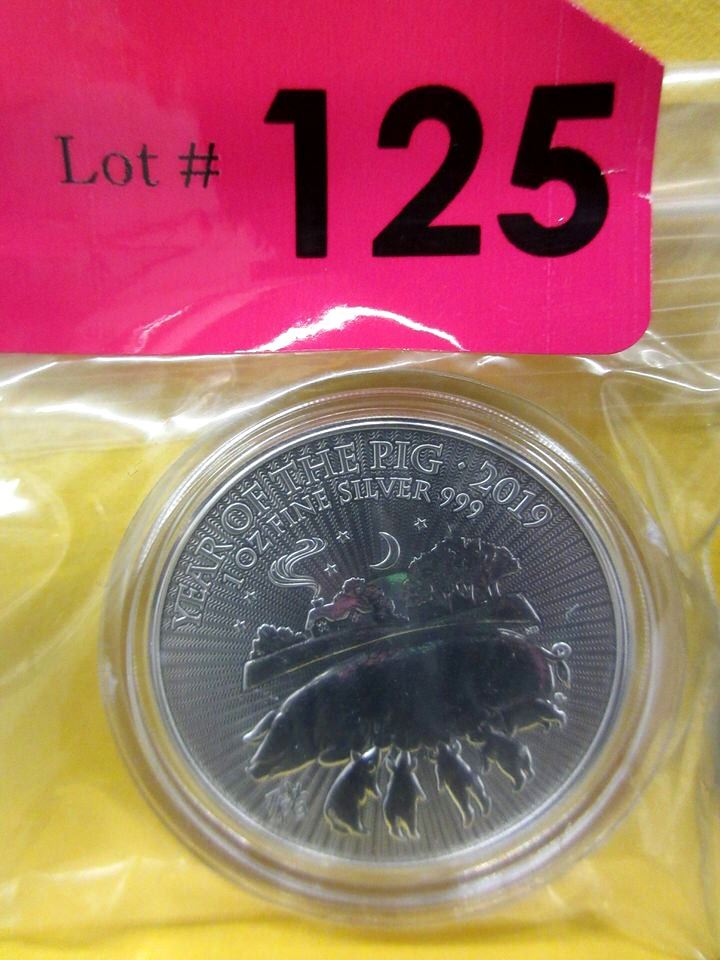 Lot # 125
YEAR OF THE PIG · 2019
1 OZ FINE SILVER 999